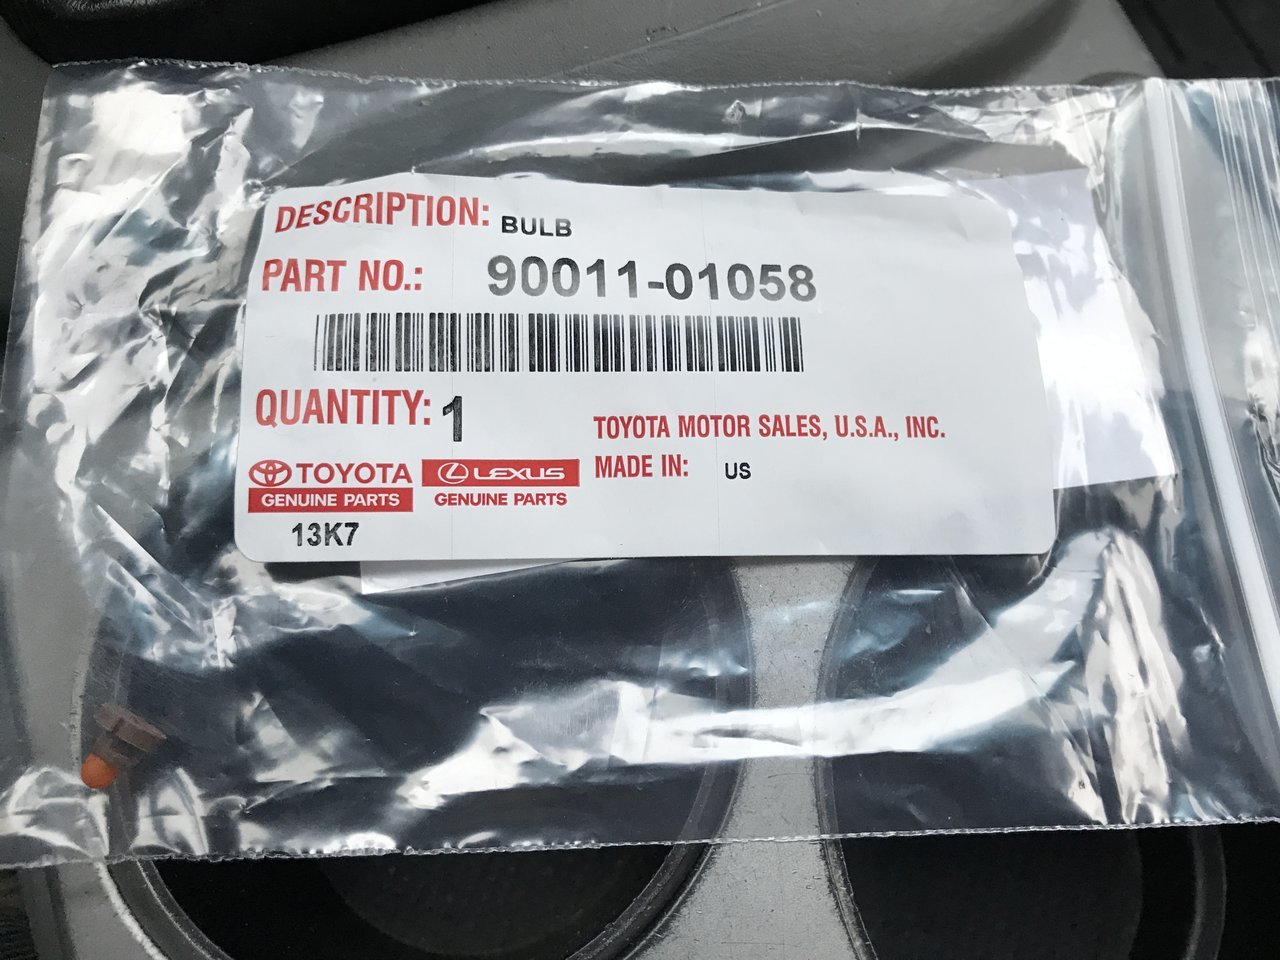 DESCRIPTION: BULB
PART NO.: 90011-01058
QUANTITY: 1
TOYOTA MOTOR SALES, U.S.A., INC.
MADE IN: US
TOYOTA
GENUINE PARTS
LEXUS
GENUINE PARTS
13K7